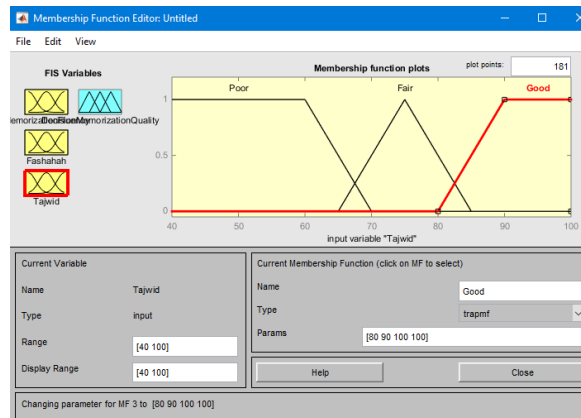 Membership Function Editor: Untitled
File Edit View
FIS Variables
MemorizationQuality
Fashahah
Tajwid
Membership function plots
plot points:
181
Poor
Fair
Good
1
0.5
0
40 50 60 70 80 90 100
input variable "Tajwid"
Current Variable
Name Tajwid
Type input
Range [40 100]
Display Range [40 100]
Current Membership Function (click on MF to select)
Name Good
Type trapmf
Params [80 90 100 100]
Help Close
Changing parameter for MF 3 to [80 90 100 100]